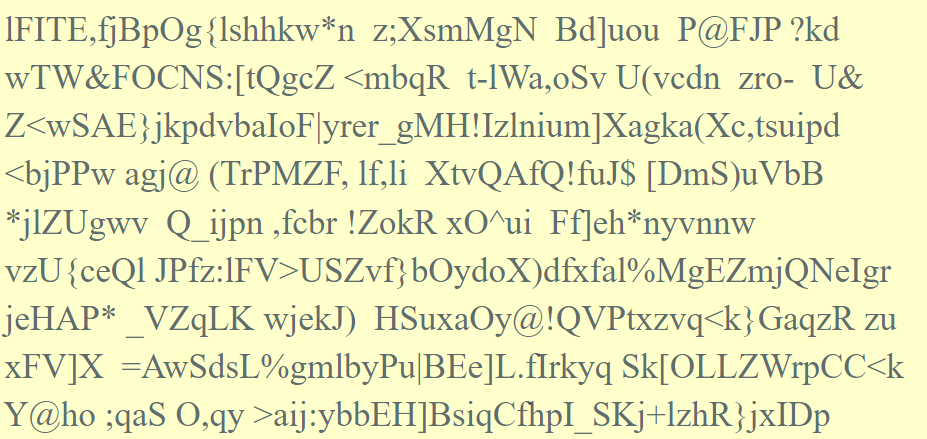 lFITE,fjBpOg{lshhkw*n  z;XsmMgN  Bd]uou  P@FJP ?kd
wTW&FOCNS:[tQgcZ <mbqR  t-lWa,oSv U(vcdn  zro-  U&
Z<wSAE}jkpdvbaIoF|yrer_gMH!Izlnium]Xagka(Xc,tsuipd
<bjPPw agj@ (TrPMZF, lf,li  XtvQAfQ!fuJ$ [DmS)uVbB
*jlZUgwv  Q_ijpn ,fcbr !ZokR xO^ui  Ff]eh*nyvnnw
vzU{ceQl JPfz:lFV>USZvf}bOydoX)dfxfal%MgEZmjQNeIgr
jeHAP* _VZqLK wjekJ)  HSuxaOy@!QVPtxzvq<k}GaqzR zu
xFV]X  =AwSdsL%gmlbyPu|BEe]L.fIrkyq Sk[OLLZWrpCC<k
Y@ho ;qaS O,qy >aij:ybbEH]BsiqCfhpI_SKj+lzhR}jxIDp